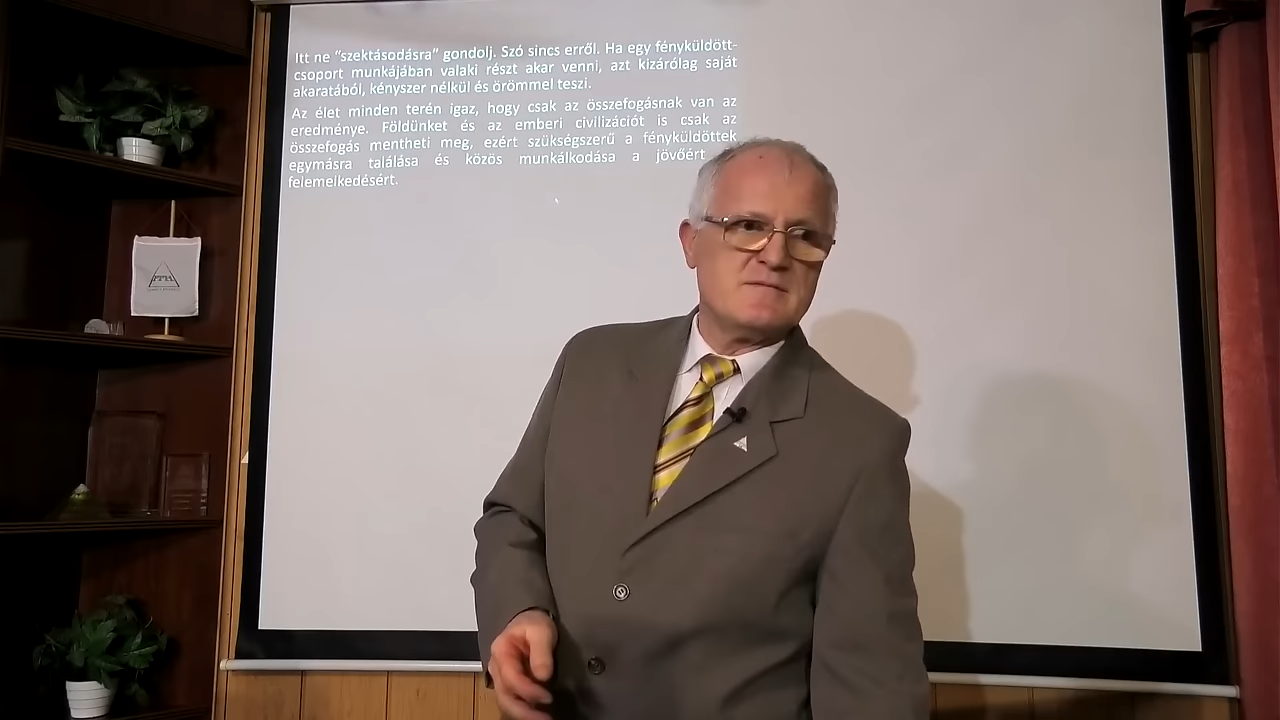 Itt ne “szektásodásra” gondolj. Szó sincs erről. Ha egy fényküldött-
csoport munkájában valaki részt akar venni, azt kizárólag saját
akaratából, kényszer nélkül és örömmel teszi.
Az élet minden terén igaz, hogy csak az összefogásnak van az
eredménye. Földünket és az emberi civilizációt is csak az
összefogás mentheti meg, ezért szükségszerű a fényküldöttek
egymásra találása és közös munkálkodása a jövőért
felemelkedésért.